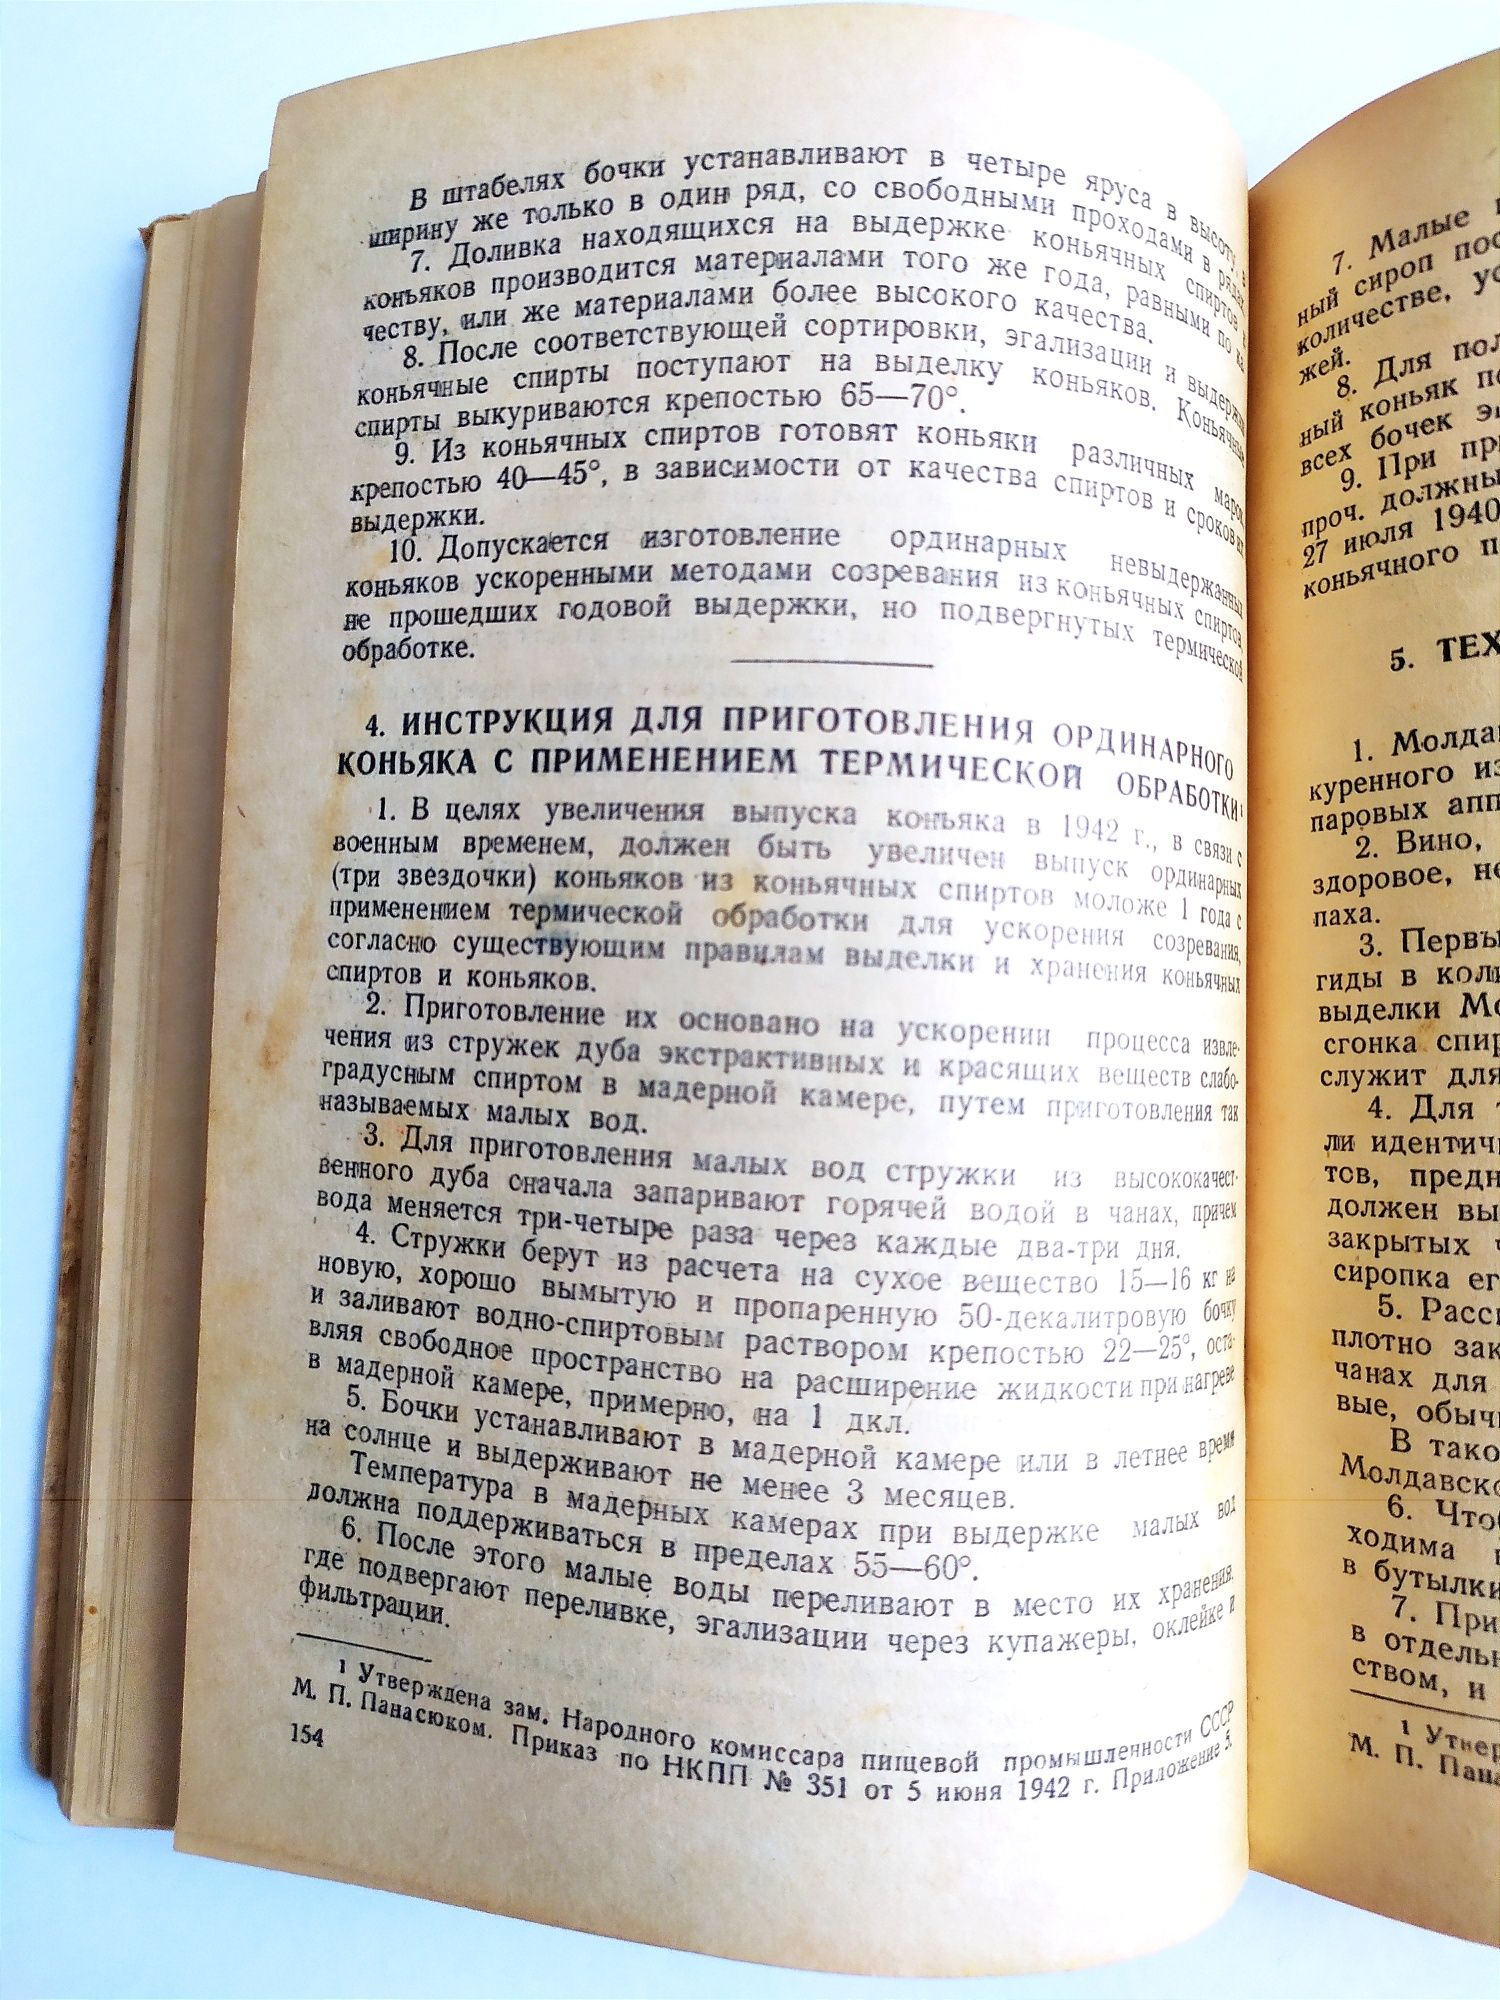 В штабелях бочки устанавливают в четыре яруса в высоту, в
ширину же только в один ряд, со свободными проходами в рядах.
7. Доливка находящихся на выдержке коньячных спиртов и
коньяков производится материалами того же года, равными по ка-
честву, или же материалами более высокого качества.
8. После соответствующей сортировки, эгализации и выдержки
коньячные спирты поступают на выделку коньяков. Коньячные
спирты выкуриваются крепостью 65—70°.
9. Из коньячных спиртов готовят коньяки различных марок,
крепостью 40—45°, в зависимости от качества спиртов и сроков их
выдержки.
10. Допускается изготовление ординарных невыдержанных
коньяков ускоренными методами созревания из коньячных спиртов,
не прошедших годовой выдержки, но подвергнутых термической
обработке.
4. ИНСТРУКЦИЯ ДЛЯ ПРИГОТОВЛЕНИЯ ОРДИНАРНОГО
КОНЬЯКА С ПРИМЕНЕНИЕМ ТЕРМИЧЕСКОЙ ОБРАБОТКИ¹
1. В целях увеличения выпуска коньяка в 1942 г., в связи с
военным временем, должен быть увеличен выпуск ординарных
(три звездочки) коньяков из коньячных спиртов моложе 1 года с
применением термической обработки для ускорения созревания,
согласно существующим правилам выделки и хранения коньячных
спиртов и коньяков.
2. Приготовление их основано на ускорении процесса извле-
чения из стружек дуба экстрактивных и красящих веществ слабо-
градусным спиртом в мадерной камере, путем приготовления так
называемых малых вод.
3. Для приготовления малых вод стружки из высококачест-
венного дуба сначала запаривают горячей водой в чанах, причем
вода меняется три-четыре раза через каждые два-три дня.
4. Стружки берут из расчета на сухое вещество 15—16 кг на
новую, хорошо вымытую и пропаренную 50-декалитровую бочку
и заливают водно-спиртовым раствором крепостью 22—25°, оста-
вляя свободное пространство на расширение жидкости при нагреве
в мадерной камере, примерно, на 1 дкл.
5. Бочки устанавливают в мадерной камере или в летнее время
на солнце и выдерживают не менее 3 месяцев.
Температура в мадерных камерах при выдержке малых вод
должна поддерживаться в пределах 55—60°.
6. После этого малые воды переливают в место их хранения,
где подвергают переливке, эгализации через купажеры, оклейке и
фильтрации.
1 Утверждена зам. Народного комиссара пищевой промышленности СССР
М. П. Панасюком. Приказ по НКПП № 351 от 5 июня 1942 г. Приложение 3.
154
7. Малые
ный сироп
количестве,
жей.
8. Для
ный коньяк
всех бочек
9. При
проч. должны
27 июля 1940
коньячного
5.
1.
куренного
паровых
2. Вино,
здоровое,
паха.
3.
гиды в
выделки
сгонка
служит для
4. Для
ли
тов,
должен
закрытых
сиропка
5.
плотно
чанах для
вые,
В
6.
ходима
в бутылки
7.
в
ством, и
1
М. П.